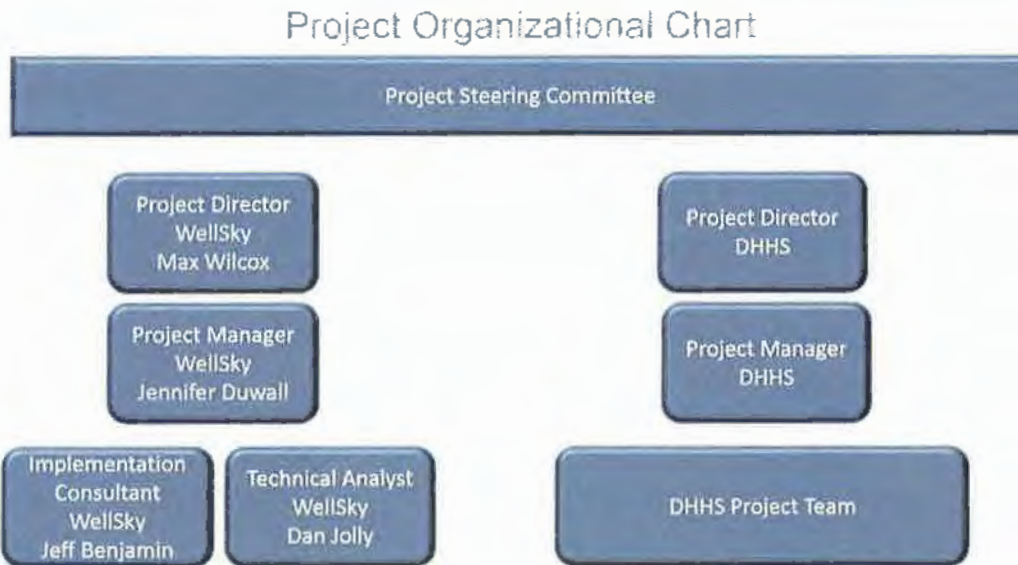 Project Organizational Chart
Project Steering Committee
Project Director
WellSky
Max Wilcox
Project Director
DHHS
Project Manager
WellSky
Jennifer Duwall
Project Manager
DHHS
Implementation
Consultant
WellSky
Jeff Benjamin
Technical Analyst
WellSky
Dan Jolly
DHHS Project Team